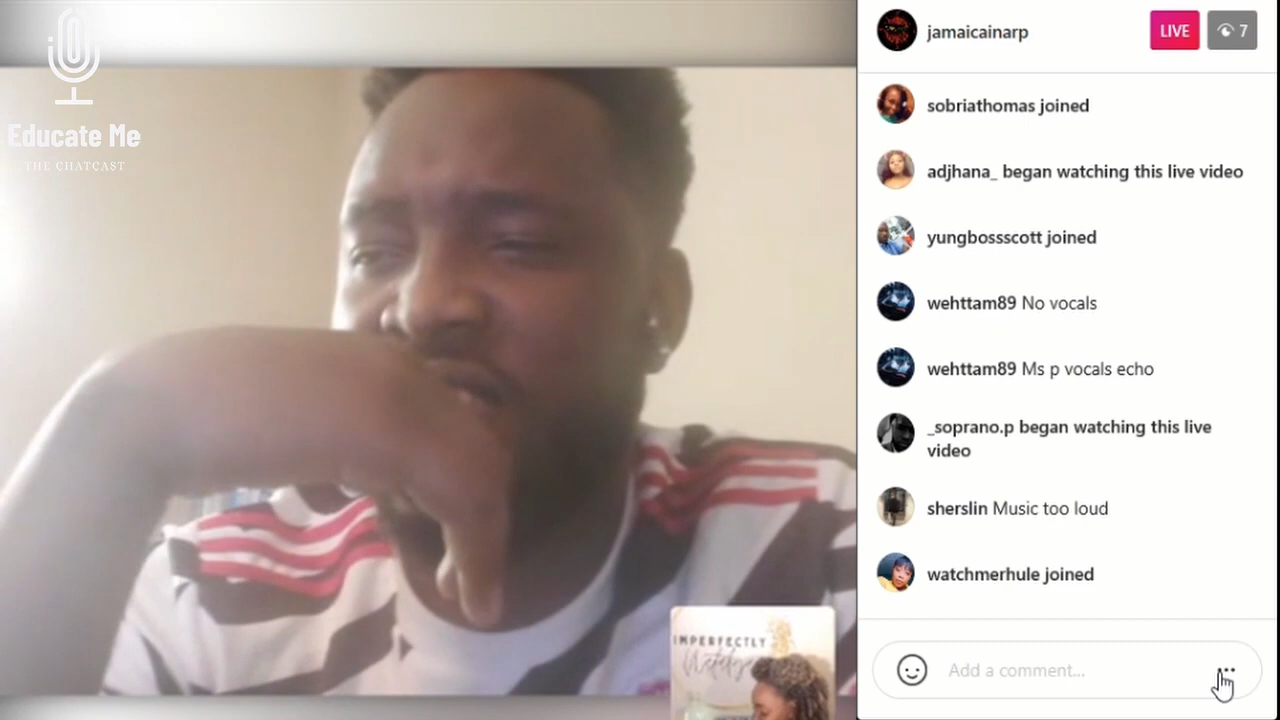 Educate Me
THE CHATCAST
IMPERFECTLY
jamaicainarp
LIVE
7
sobriathomas joined
adjhana_ began watching this live video
yungbossscott joined
wehttam89 No vocals
wehttam89 Ms p vocals echo
_soprano.p began watching this live
video
sherslin Music too loud
watchmerhule joined
Add a comment...